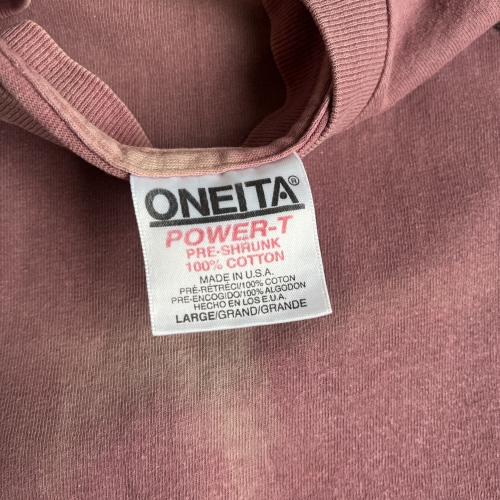 ONEITA®
POWER-T
PRE-SHRUNK
100% COTTON
MADE IN U.S.A.
PRÉ-RÉTRÉCI/100% COTON
PRE-ENCOGIDO/100% ALGODON
HECHO EN LOS E.U.A.
LARGE/GRAND/GRANDE